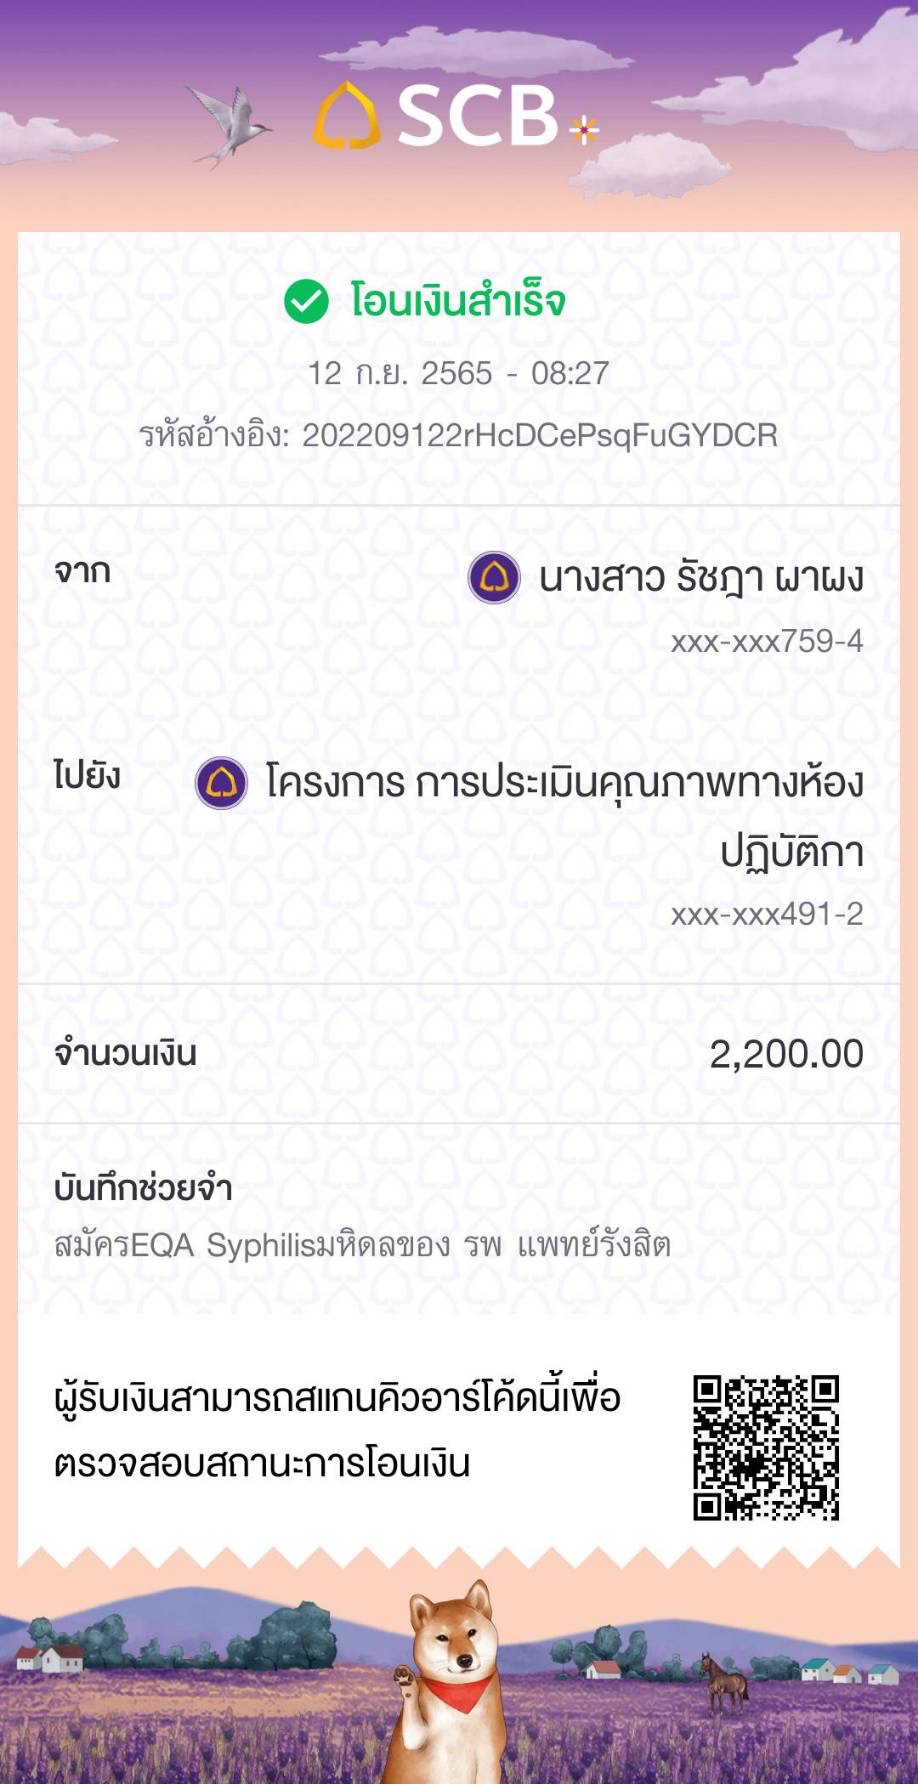 SCB
โอนเงินสำเร็จ
12 ก.ย. 2565 - 08:27
รหัสอ้างอิง: 202209122rHcDCePsqFuGYDCR
จาก
นางสาว รัชฎา ผาผง
xxx-xxx759-4
ไปยัง
โครงการ การประเมินคุณภาพทางห้อง
ปฏิบัติกา
xxx-xxx491-2
จำนวนเงิน
2,200.00
บันทึกช่วยจำ
สมัครEQA Syphilisมหิดลของ รพ แพทย์รังสิต
ผู้รับเงินสามารถสแกนคิวอาร์โค้ดนี้เพื่อ
ตรวจสอบสถานะการโอนเงิน